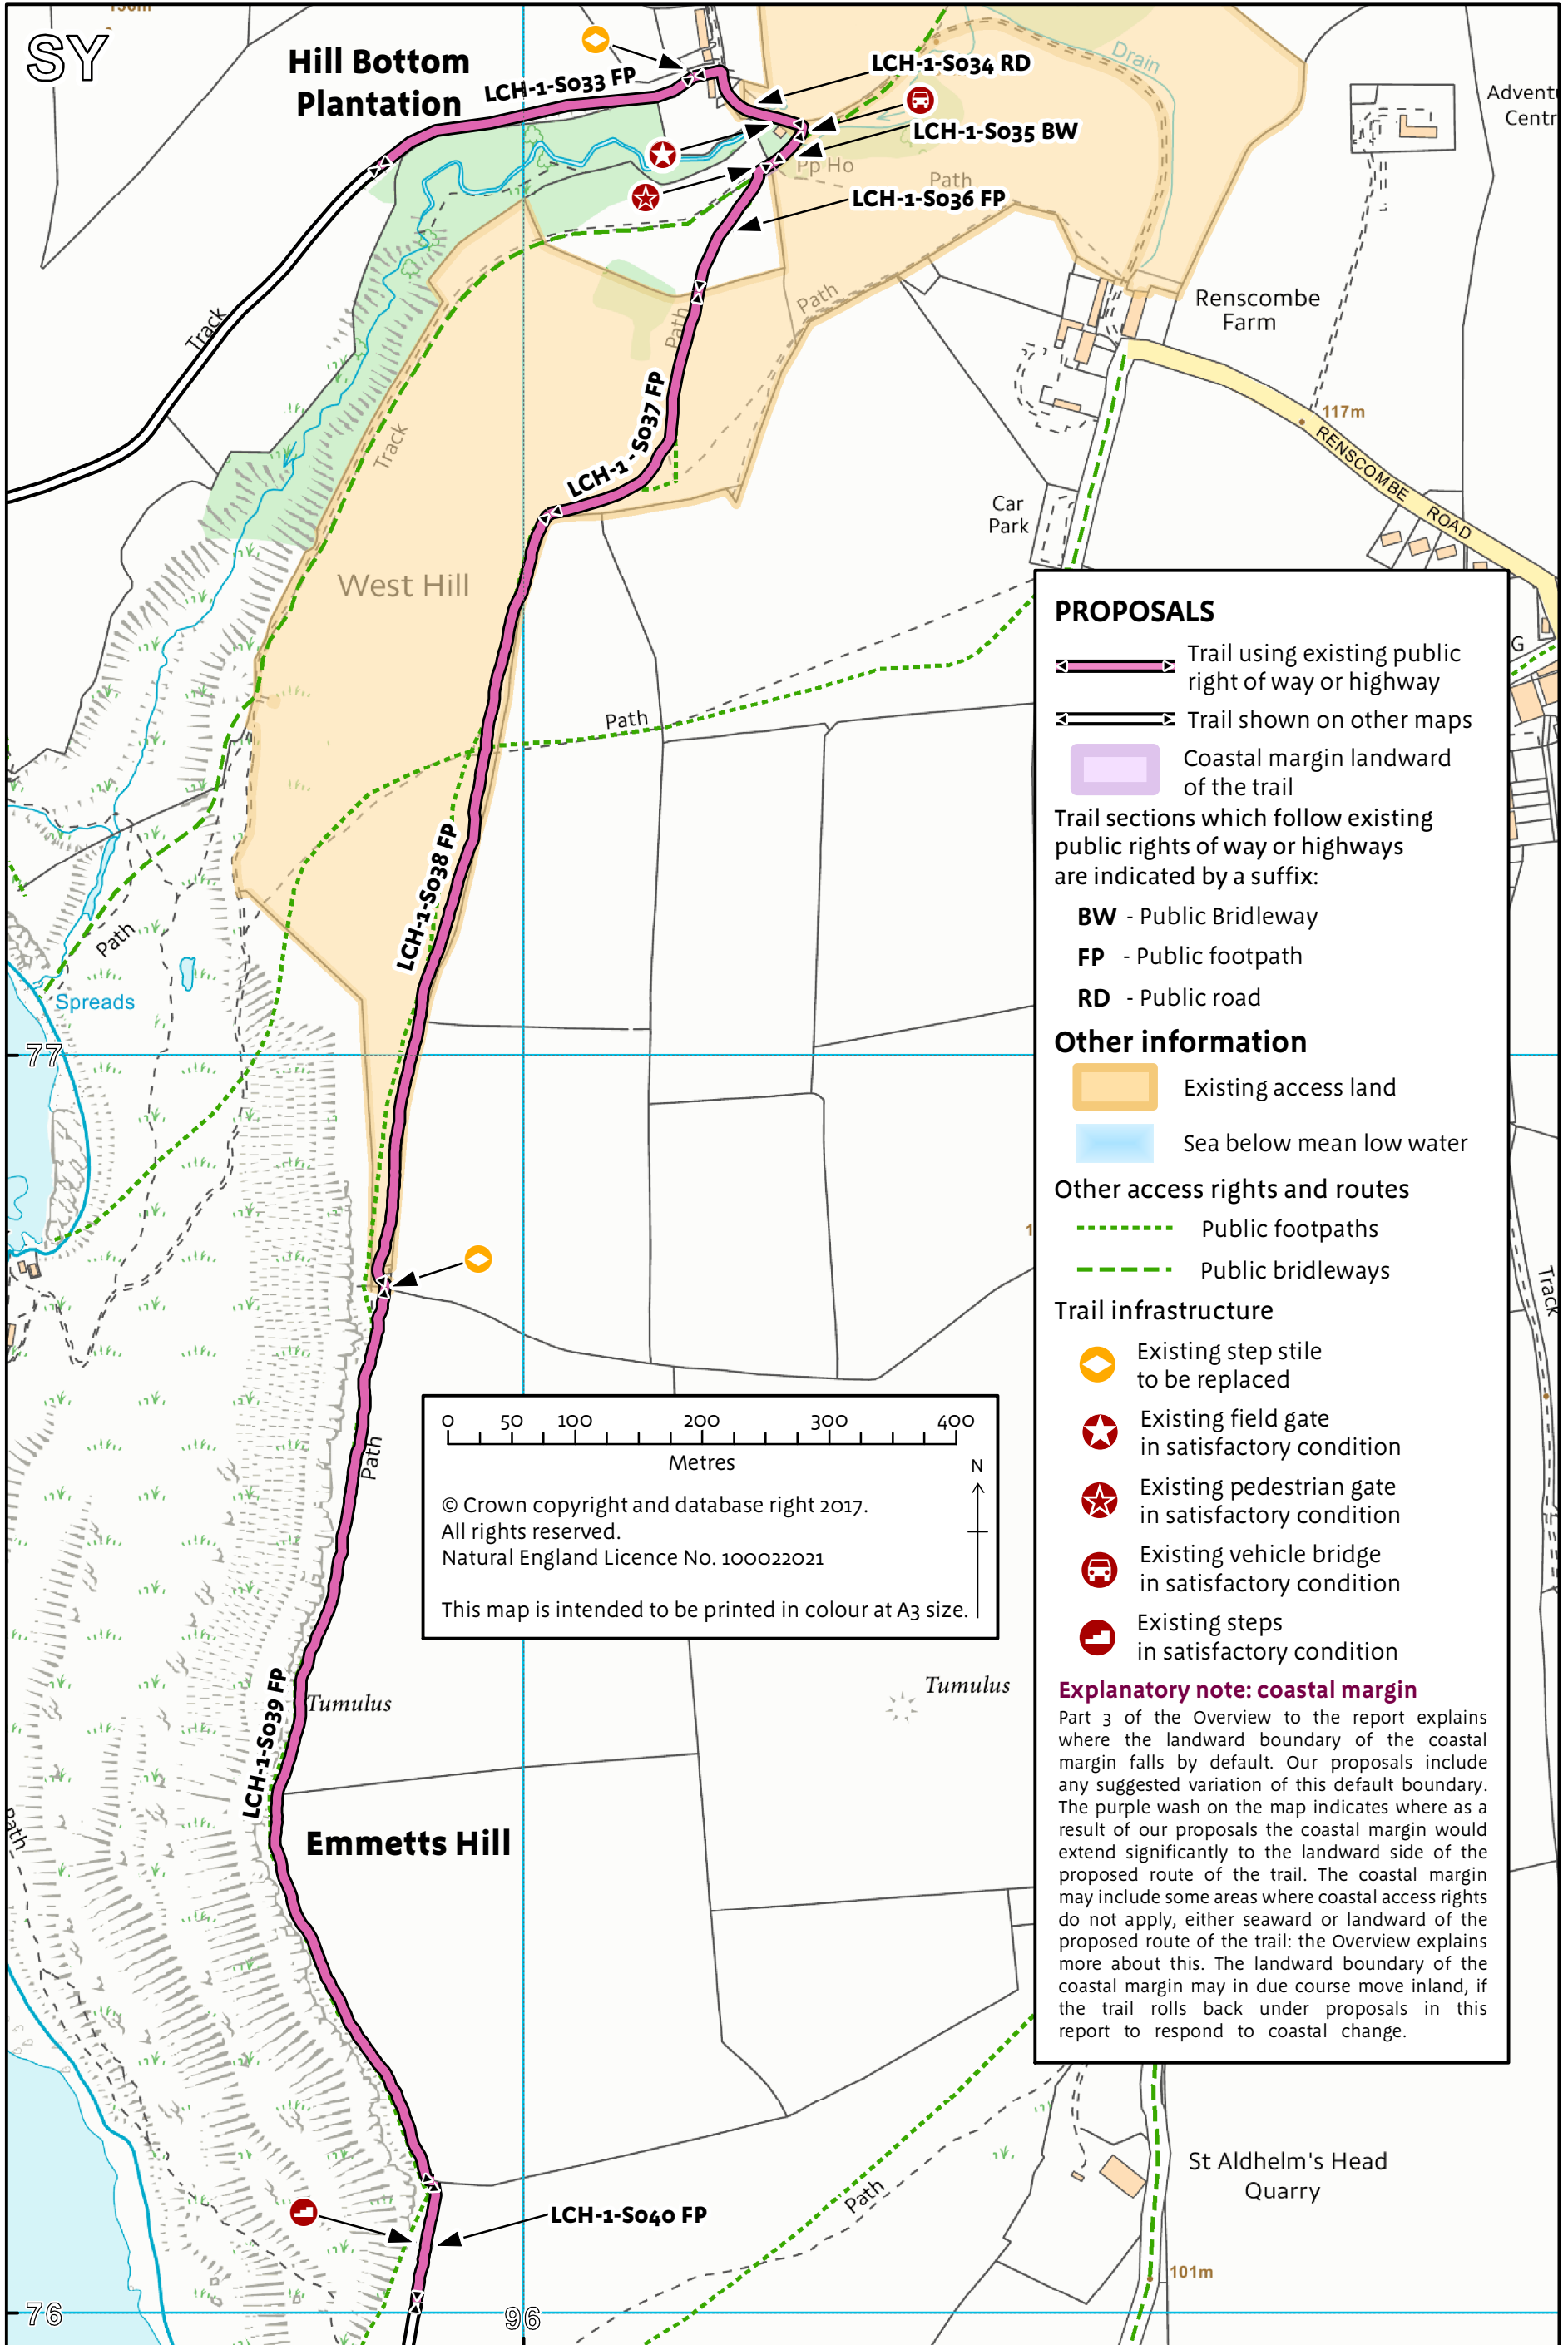 130m
SY
Hill Bottom
Plantation
LCH-1-S033 FP
LCH-1-S034 RD
Drain
LCH-1-S035 BW
Pp Ho
Path
LCH-1-S036 FP
Track
Path
Path
Renscombe
Farm
117m
RENSCOMBE ROAD
LCH-1 - S037 FP
Track
Car
Park
West Hill
Path
G
LCH-1-S038 FP
Path
Spreads
77
1
Track
PROPOSALS
Trail using existing public
right of way or highway
Trail shown on other maps
Coastal margin landward
of the trail
Trail sections which follow existing
public rights of way or highways
are indicated by a suffix:
BW - Public Bridleway
FP - Public footpath
RD - Public road
Other information
Existing access land
Sea below mean low water
Other access rights and routes
Public footpaths
Public bridleways
Trail infrastructure
Existing step stile
to be replaced
Existing field gate
in satisfactory condition
Existing pedestrian gate
in satisfactory condition
Existing vehicle bridge
in satisfactory condition
Existing steps
in satisfactory condition
Explanatory note: coastal margin
Part 3 of the Overview to the report explains
where the landward boundary of the coastal
margin falls by default. Our proposals include
any suggested variation of this default boundary.
The purple wash on the map indicates where as a
result of our proposals the coastal margin would
extend significantly to the landward side of the
proposed route of the trail. The coastal margin
may include some areas where coastal access rights
do not apply, either seaward or landward of the
proposed route of the trail: the Overview explains
more about this. The landward boundary of the
coastal margin may in due course move inland, if
the trail rolls back under proposals in this
report to respond to coastal change.
0 50 100 200 300 400
Metres
N
© Crown copyright and database right 2017.
All rights reserved.
Natural England Licence No. 100022021
This map is intended to be printed in colour at A3 size.
Path
Tumulus
Tumulus
LCH-1-S039 FP
Path
Emmetts Hill
St Aldhelm's Head
Quarry
Path
LCH-1-S040 FP
101m
76
96